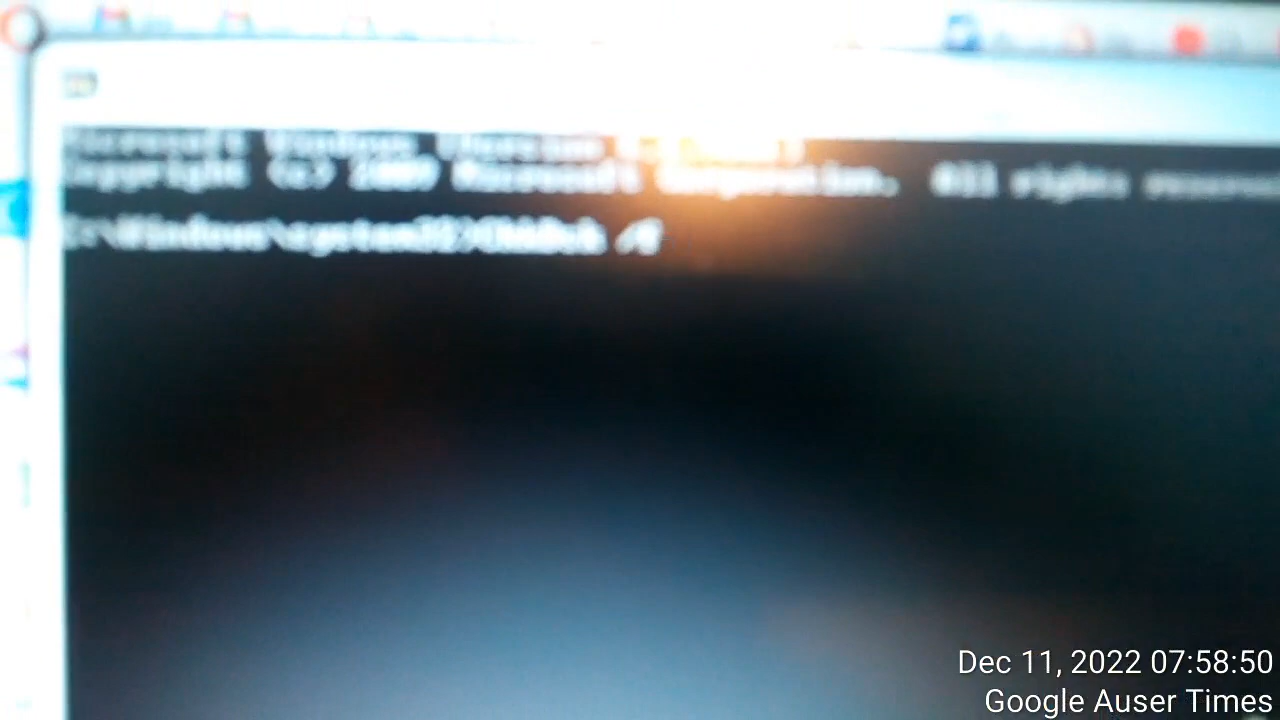 Microsoft Windows [Version
Copyright (c) 2009 Microsoft Corporation. All rights
C:\Windows\system32>ChkDsk /f
Dec 11, 2022 07:58:50
Google Auser Times